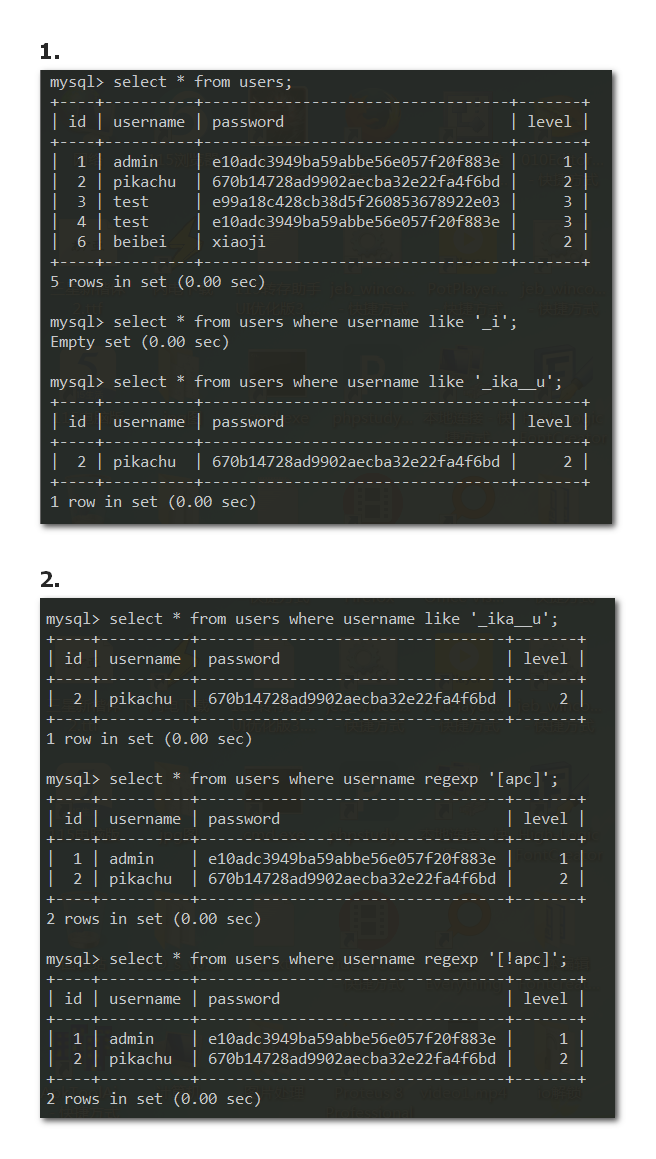 1.
mysql> select * from users;
+----+----------+----------------------------------+-------+
| id | username | password                         | level |
+----+----------+----------------------------------+-------+
|  1 | admin    | e10adc3949ba59abbe56e057f20f883e |     1 |
|  2 | pikachu  | 670b14728ad9902aecba32e22fa4f6bd |     2 |
|  3 | test     | e99a18c428cb38d5f260853678922e03 |     3 |
|  4 | test     | e10adc3949ba59abbe56e057f20f883e |     3 |
|  6 | beibei   | xiaoji                           |     2 |
+----+----------+----------------------------------+-------+
5 rows in set (0.00 sec)
mysql> select * from users where username like '_i';
Empty set (0.00 sec)
mysql> select * from users where username like '_ika__u';
+----+----------+----------------------------------+-------+
| id | username | password                         | level |
+----+----------+----------------------------------+-------+
|  2 | pikachu  | 670b14728ad9902aecba32e22fa4f6bd |     2 |
+----+----------+----------------------------------+-------+
1 row in set (0.00 sec)
2.
mysql> select * from users where username like '_ika__u';
+----+----------+----------------------------------+-------+
| id | username | password                         | level |
+----+----------+----------------------------------+-------+
|  2 | pikachu  | 670b14728ad9902aecba32e22fa4f6bd |     2 |
+----+----------+----------------------------------+-------+
1 row in set (0.00 sec)
mysql> select * from users where username regexp '[apc]';
+----+----------+----------------------------------+-------+
| id | username | password                         | level |
+----+----------+----------------------------------+-------+
|  1 | admin    | e10adc3949ba59abbe56e057f20f883e |     1 |
|  2 | pikachu  | 670b14728ad9902aecba32e22fa4f6bd |     2 |
+----+----------+----------------------------------+-------+
2 rows in set (0.00 sec)
mysql> select * from users where username regexp '[!apc]';
+----+----------+----------------------------------+-------+
| id | username | password                         | level |
+----+----------+----------------------------------+-------+
|  1 | admin    | e10adc3949ba59abbe56e057f20f883e |     1 |
|  2 | pikachu  | 670b14728ad9902aecba32e22fa4f6bd |     2 |
+----+----------+----------------------------------+-------+
2 rows in set (0.00 sec)